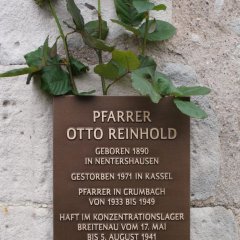 PFARRER
OTTO REINHOLD
GEBOREN 1890
IN NENTERSHAUSEN
GESTORBEN 1971 IN KASSEL
PFARRER IN CRUMBACH
VON 1933 BIS 1949
HAFT IM KONZENTRATIONSLAGER
BREITENAU VOM 17. MAI
BIS 5. AUGUST 1941